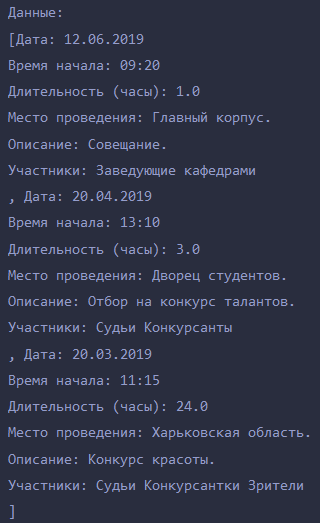 Данные:
[Дата: 12.06.2019
Время начала: 09:20
Длительность (часы): 1.0
Место проведения: Главный корпус.
Описание: Совещание.
Участники: Заведующие кафедрами
, Дата: 20.04.2019
Время начала: 13:10
Длительность (часы): 3.0
Место проведения: Дворец студентов.
Описание: Отбор на конкурс талантов.
Участники: Судьи Конкурсанты
, Дата: 20.03.2019
Время начала: 11:15
Длительность (часы): 24.0
Место проведения: Харьковская область.
Описание: Конкурс красоты.
Участники: Судьи Конкурсантки Зрители
]